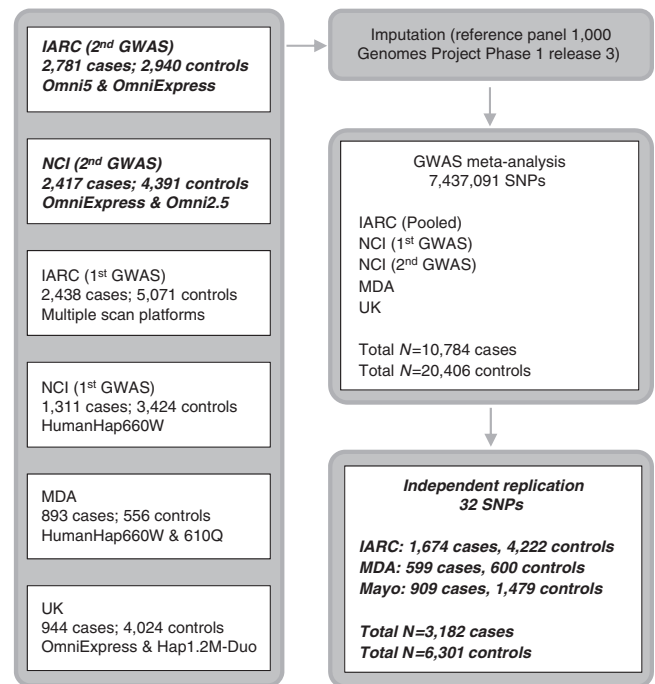 IARC (2nd GWAS)
2,781 cases; 2,940 controls
Omni5 & OmniExpress
NCI (2nd GWAS)
2,417 cases; 4,391 controls
OmniExpress & Omni2.5
IARC (1st GWAS)
2,438 cases; 5,071 controls
Multiple scan platforms
NCI (1st GWAS)
1,311 cases; 3,424 controls
HumanHap660W
MDA
893 cases; 556 controls
HumanHap660W & 610Q
UK
944 cases; 4,024 controls
OmniExpress & Hap1.2M-Duo
Imputation (reference panel 1,000
Genomes Project Phase 1 release 3)
GWAS meta-analysis
7,437,091 SNPs
IARC (Pooled)
NCI (1st GWAS)
NCI (2nd GWAS)
MDA
UK
Total N=10,784 cases
Total N=20,406 controls
Independent replication
32 SNPs
IARC: 1,674 cases, 4,222 controls
MDA: 599 cases, 600 controls
Mayo: 909 cases, 1,479 controls
Total N=3,182 cases
Total N=6,301 controls